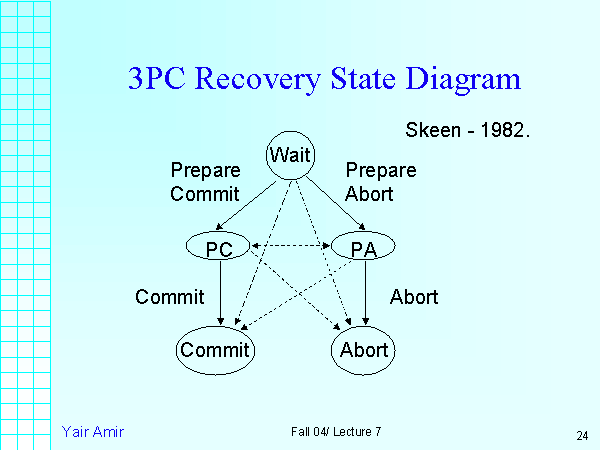 3PC Recovery State Diagram
Skeen - 1982.
Wait
Prepare
Commit
Prepare
Abort
PC
PA
Commit
Abort
Commit
Abort
Yair Amir
Fall 04/ Lecture 7
24